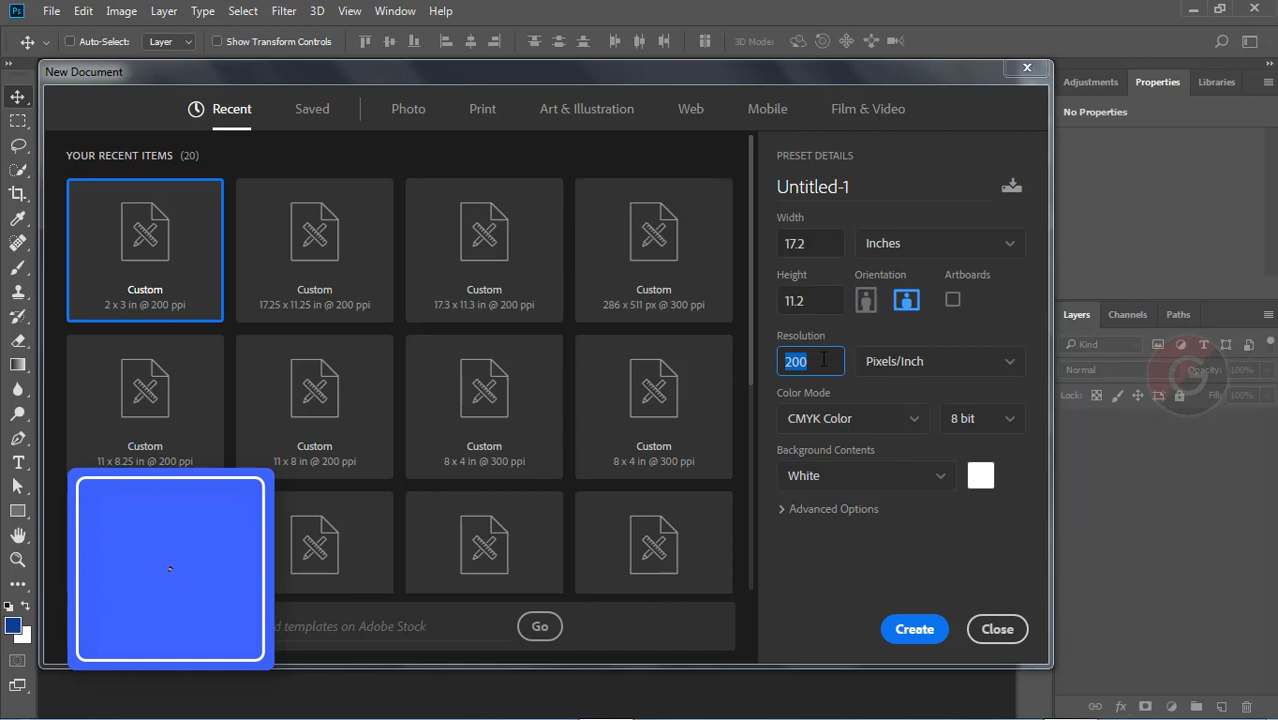 Ps File Edit Image Layer Type Select Filter 3D View Window Help
Auto-Select: Layer Show Transform Controls 3D Mode:
New Document
Recent Saved Photo Print Art & Illustration Web Mobile Film & Video
YOUR RECENT ITEMS (20)
Custom Custom Custom Custom
2 x 3 in @ 200 ppi 17.25 x 11.25 in @ 200 ppi 17.3 x 11.3 in @ 200 ppi 286 x 511 px @ 300 ppi
Custom Custom Custom Custom
11 x 8.25 in @ 200 ppi 11 x 8 in @ 200 ppi 8 x 4 in @ 300 ppi 8 x 4 in @ 300 ppi
templates on Adobe Stock Go
PRESET DETAILS
Untitled-1
Width
17.2 Inches
Height Orientation Artboards
11.2
Resolution
200 Pixels/Inch
Color Mode
CMYK Color 8 bit
Background Contents
White
Advanced Options
Create Close
Adjustments Properties Libraries
No Properties
Layers Channels Paths
Kind
Normal Opacity: 100%
Lock: Fill: 100%